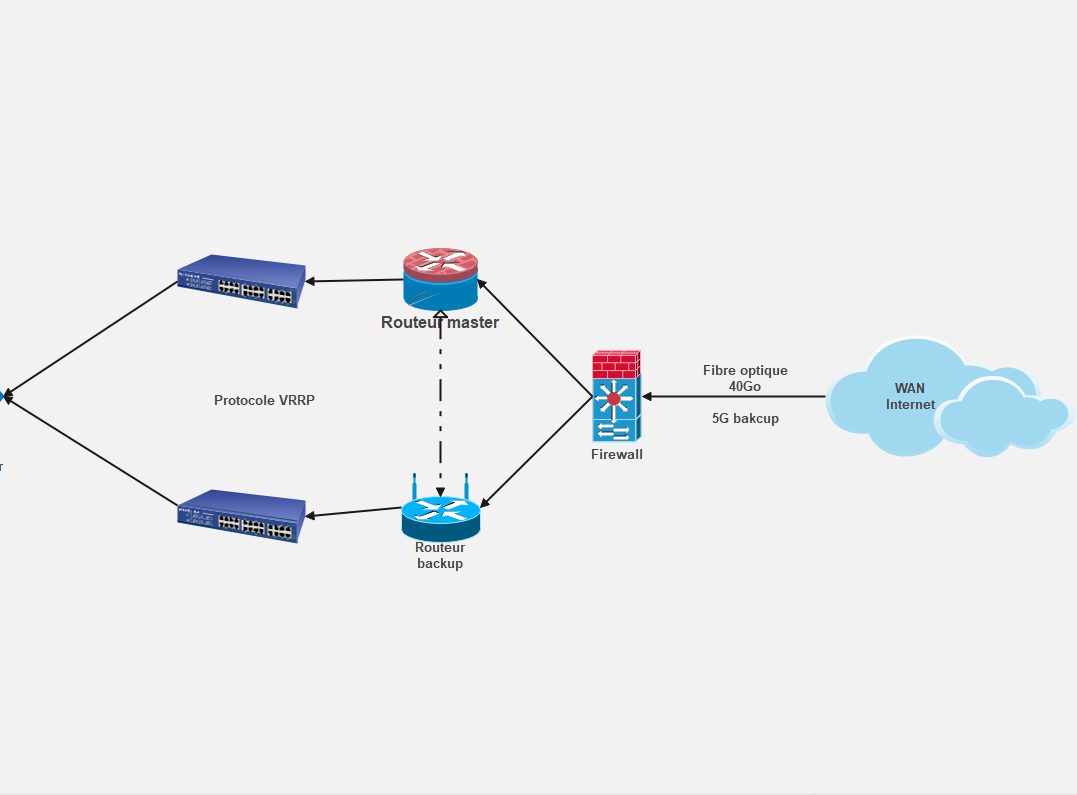 Routeur master
Fibre optique
40Go
5G bakcup
WAN
Internet
Protocole VRRP
Firewall
r
Routeur
backup